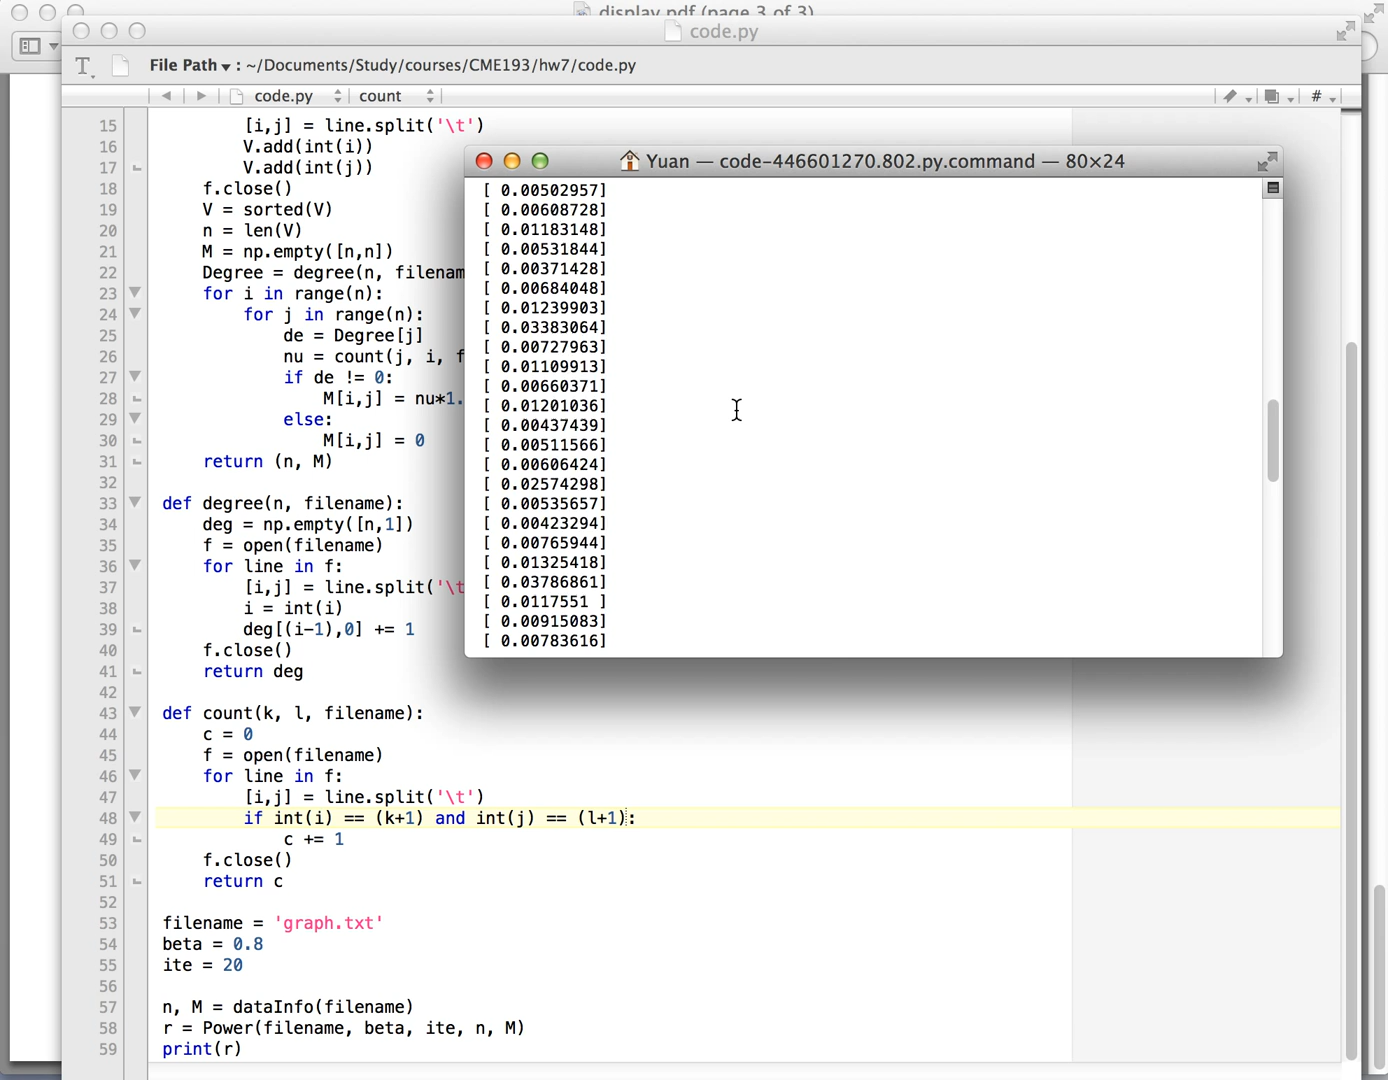 display.pdf (page 3 of 3)
code.py
T File Path : ~/Documents/Study/courses/CME193/hw7/code.py
code.py count #
15 [i,j] = line.split('\t')
16 V.add(int(i))
17 V.add(int(j))
18 f.close()
19 V = sorted(V)
20 n = len(V)
21 M = np.empty([n,n])
22 Degree = degree(n, filenam
23 for i in range(n):
24 for j in range(n):
25 de = Degree[j]
26 nu = count(j, i, f
27 if de != 0:
28 M[i,j] = nu*1.
29 else:
30 M[i,j] = 0
31 return (n, M)
32
33 def degree(n, filename):
34 deg = np.empty([n,1])
35 f = open(filename)
36 for line in f:
37 [i,j] = line.split('\t
38 i = int(i)
39 deg[(i-1),0] += 1
40 f.close()
41 return deg
42
43 def count(k, l, filename):
44 c = 0
45 f = open(filename)
46 for line in f:
47 [i,j] = line.split('\t')
48 if int(i) == (k+1) and int(j) == (l+1):
49 c += 1
50 f.close()
51 return c
52
53 filename = 'graph.txt'
54 beta = 0.8
55 ite = 20
56
57 n, M = dataInfo(filename)
58 r = Power(filename, beta, ite, n, M)
59 print(r)
Yuan — code-446601270.802.py.command — 80×24
[ 0.00502957]
[ 0.00608728]
[ 0.01183148]
[ 0.00531844]
[ 0.00371428]
[ 0.00684048]
[ 0.01239903]
[ 0.03383064]
[ 0.00727963]
[ 0.01109913]
[ 0.00660371]
[ 0.01201036]
[ 0.00437439]
[ 0.00511566]
[ 0.00606424]
[ 0.02574298]
[ 0.00535657]
[ 0.00423294]
[ 0.00765944]
[ 0.01325418]
[ 0.03786861]
[ 0.0117551 ]
[ 0.00915083]
[ 0.00783616]